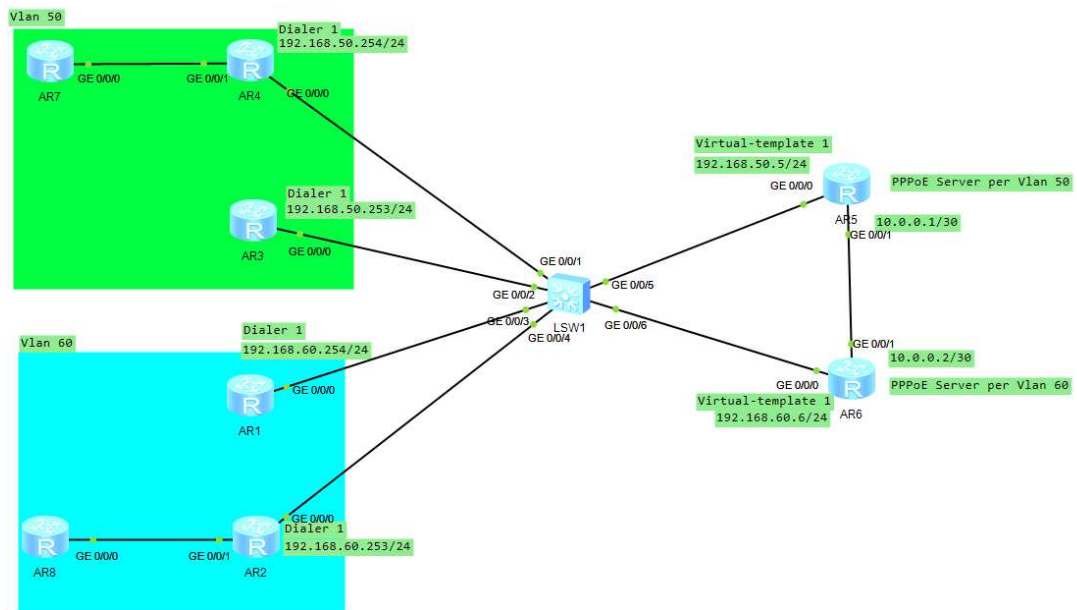 Vlan 50
Dialer 1
192.168.50.254/24
GE 0/0/0
GE 0/0/1
GE 0/0/0
AR7
AR4
Virtual-template 1
192.168.50.5/24
GE 0/0/0
PPPoE Server per Vlan 50
Dialer 1
192.168.50.253/24
AR5
10.0.0.1/30
GE 0/0/1
AR3
GE 0/0/0
GE 0/0/1
GE 0/0/2
GE 0/0/5
GE 0/0/3
GE 0/0/6
LSW1
GE 0/0/4
Vlan 60
Dialer 1
192.168.60.254/24
GE 0/0/1
10.0.0.2/30
GE 0/0/0
GE 0/0/0
PPPoE Server per Vlan 60
Virtual-template 1
192.168.60.6/24
AR6
AR1
GE 0/0/0
Dialer 1
192.168.60.253/24
GE 0/0/0
GE 0/0/1
AR8
AR2
R
R
R
R
R
R
R
R